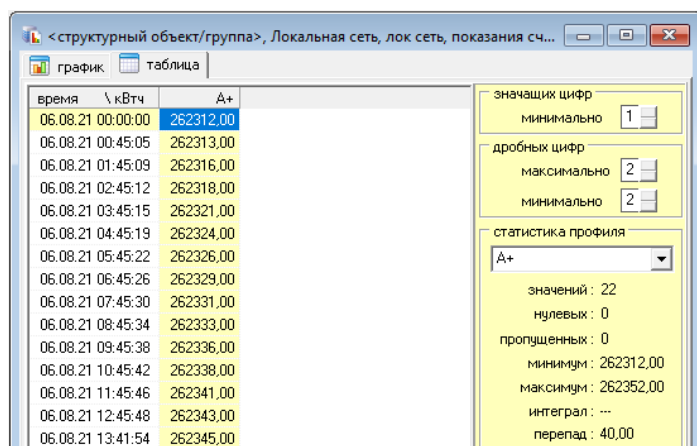 <структурный объект/группа>, Локальная сеть, лок сеть, показания сч...
график таблица
время \ кВтч А+
06.08.21 00:00:00 262312,00
06.08.21 00:45:05 262313,00
06.08.21 01:45:09 262316,00
06.08.21 02:45:12 262318,00
06.08.21 03:45:15 262321,00
06.08.21 04:45:19 262324,00
06.08.21 05:45:22 262326,00
06.08.21 06:45:26 262329,00
06.08.21 07:45:30 262331,00
06.08.21 08:45:34 262333,00
06.08.21 09:45:38 262336,00
06.08.21 10:45:42 262338,00
06.08.21 11:45:46 262341,00
06.08.21 12:45:48 262343,00
06.08.21 13:41:54 262345,00
значащих цифр
минимально 1
дробных цифр
максимально 2
минимально 2
статистика профиля
А+
значений : 22
нулевых : 0
пропущенных : 0
минимум : 262312,00
максимум : 262352,00
интеграл : ---
перепад : 40,00